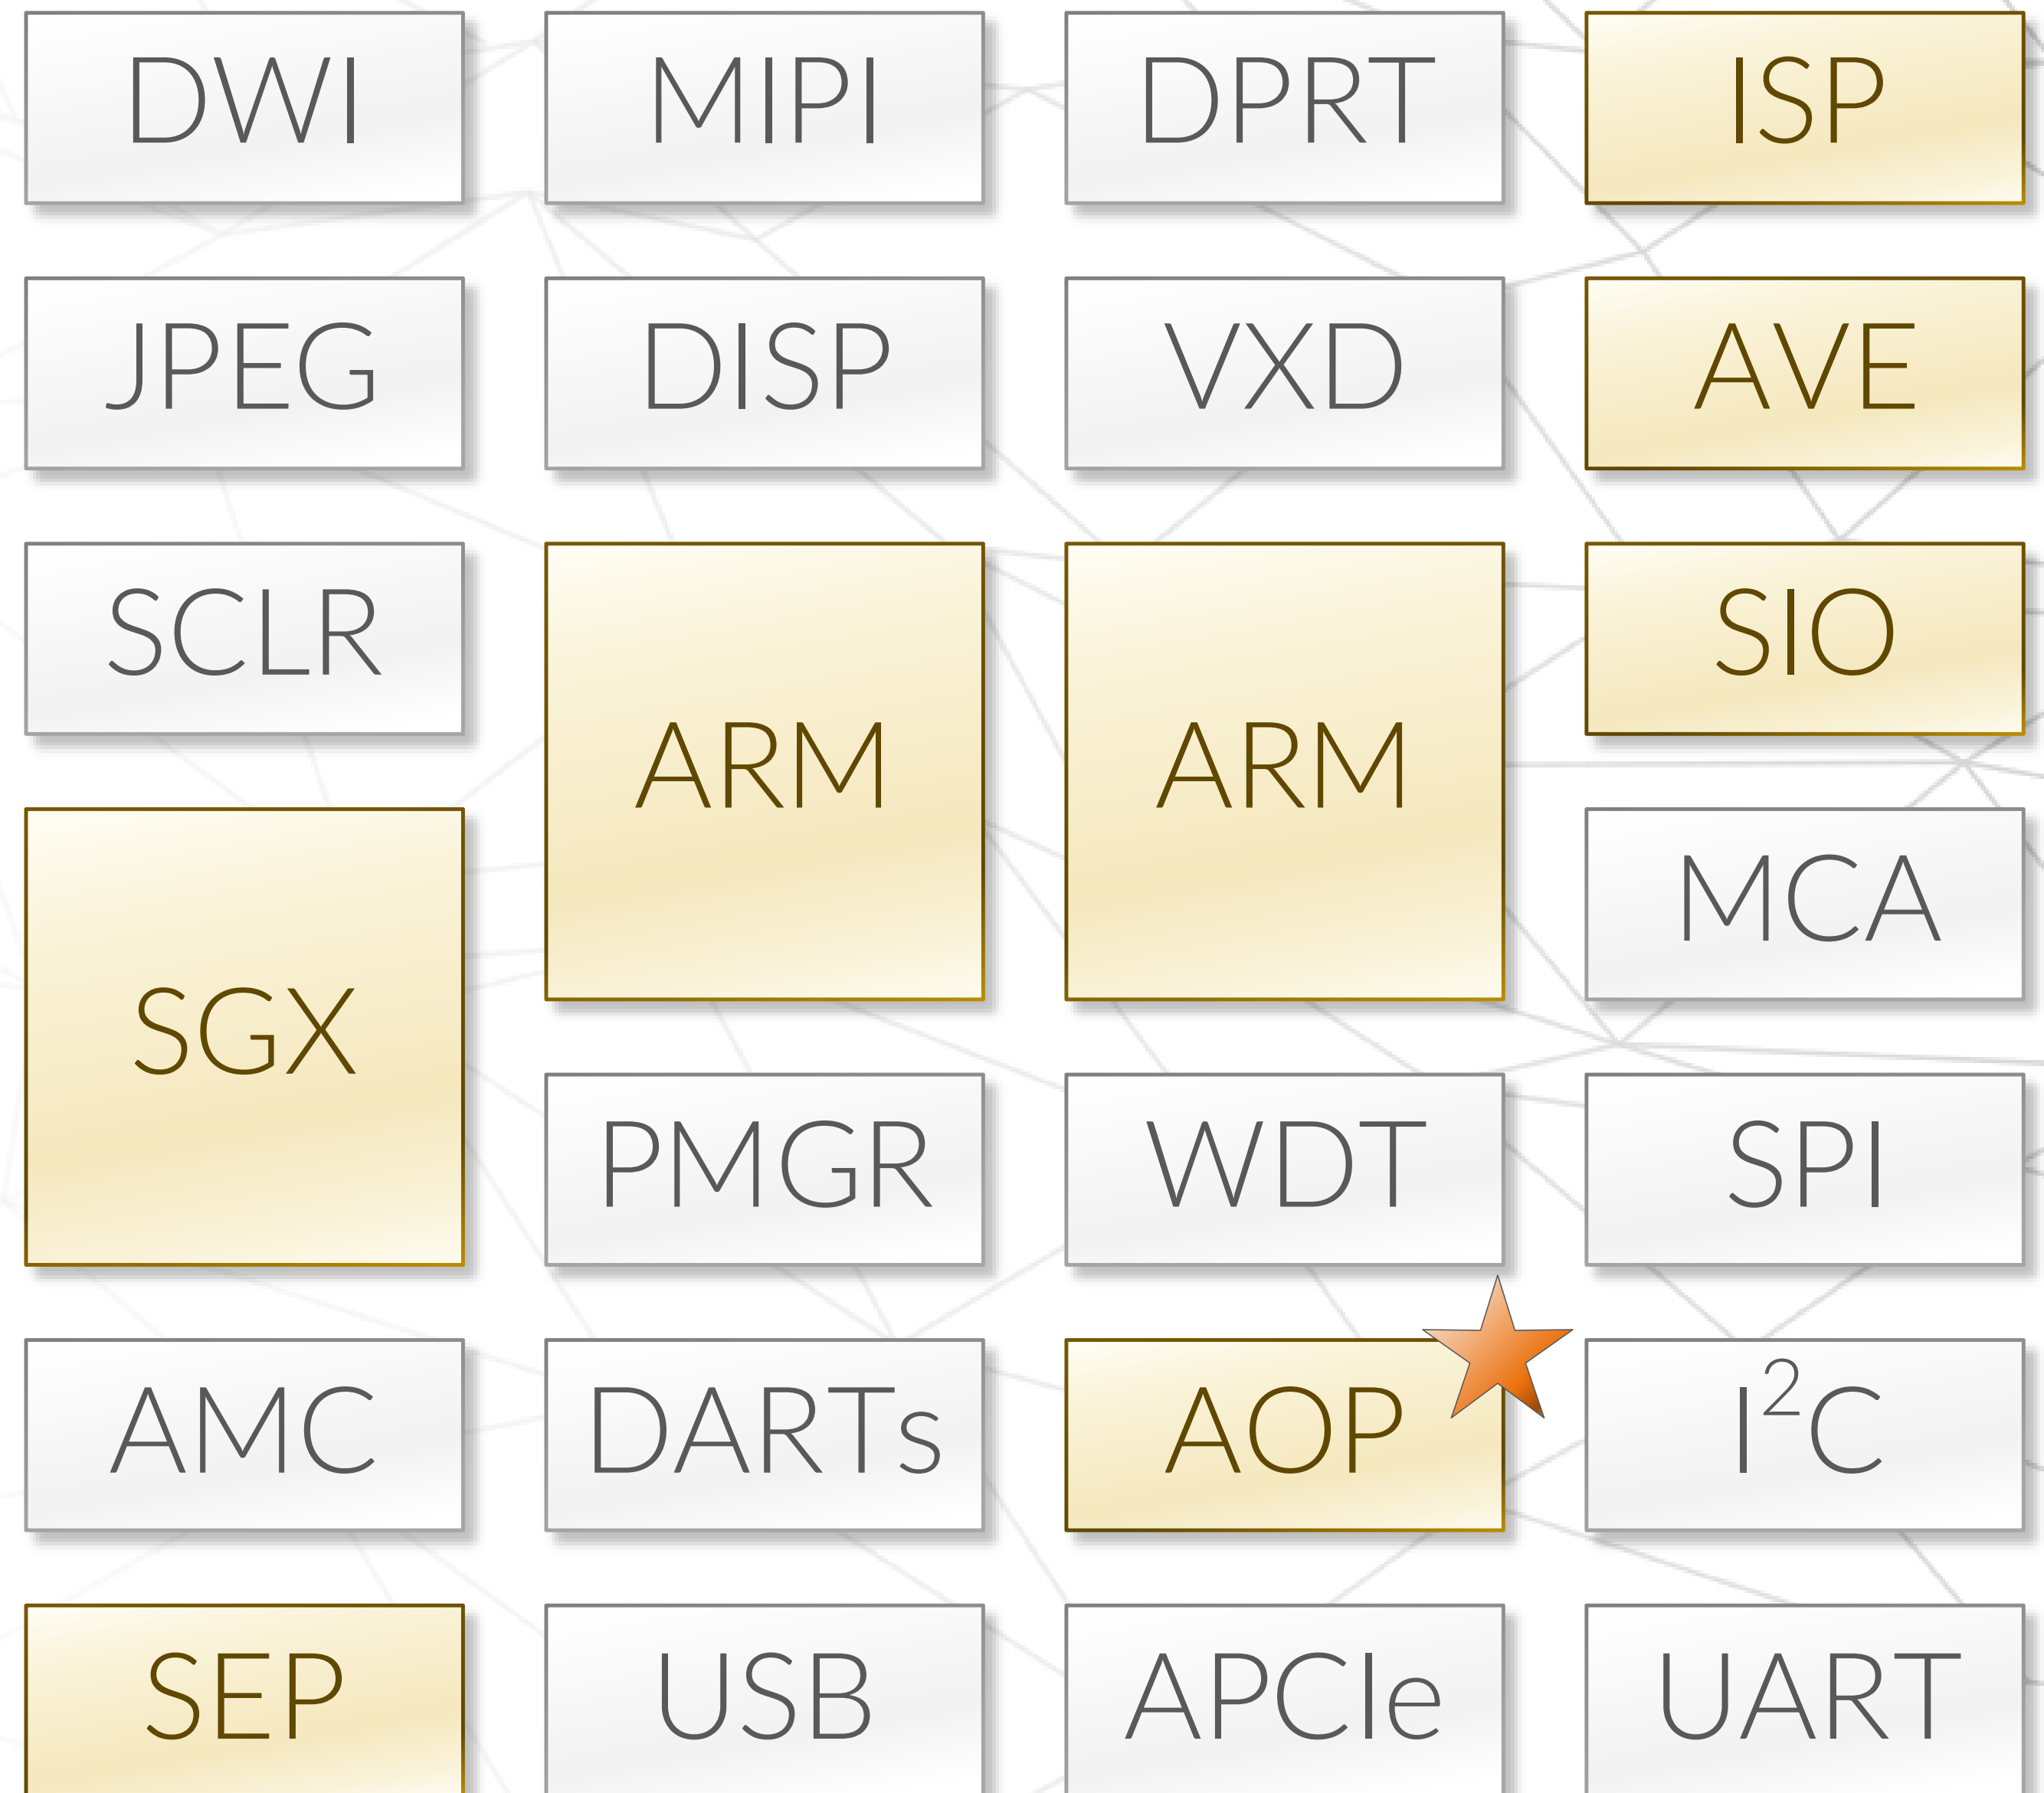 DWI
MIPI
DPRT
ISP
JPEG
DISP
VXD
AVE
SCLR
ARM
ARM
SIO
SGX
MCA
PMGR
WDT
SPI
AMC
DARTs
AOP
I²C
SEP
USB
APCIe
UART